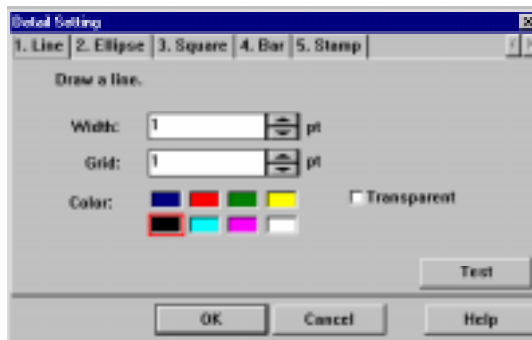 Detail Setting
1. Line 2. Ellipse 3. Square 4. Bar 5. Stamp
Draw a line.
Width: 1 pt
Grid: 1 pt
Color: Transparent
Test
OK Cancel Help